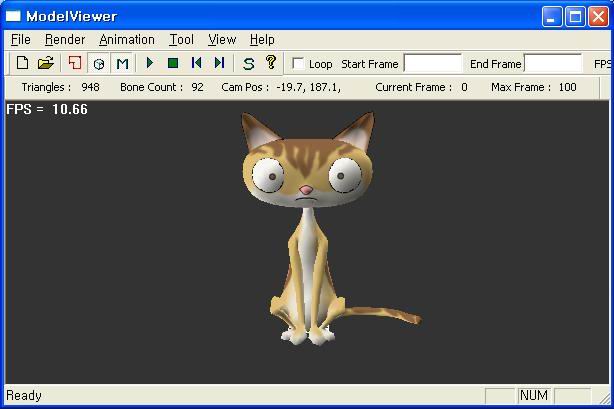 ModelViewer
File Render Animation Tool View Help
M S ? Loop Start Frame End Frame FPS
Triangles : 948 Bone Count : 92 Cam Pos : -19.7, 187.1, Current Frame : 0 Max Frame : 100
FPS = 10.66
Ready NUM